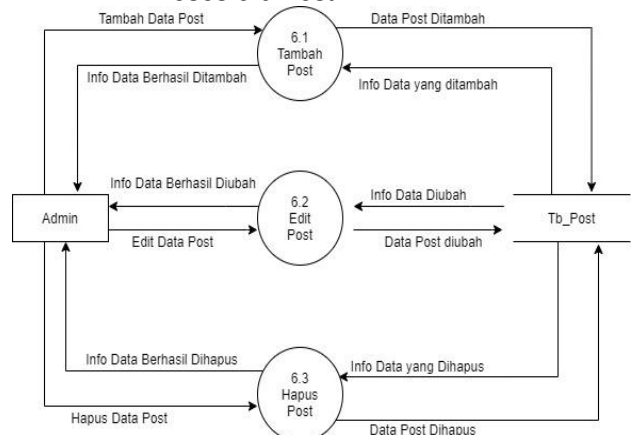 Tambah Data Post
Data Post Ditambah
6.1
Tambah
Post
Info Data Berhasil Ditambah
Info Data yang ditambah
Info Data Berhasil Diubah
6.2
Edit
Post
Info Data Diubah
Admin
Tb_Post
Edit Data Post
Data Post diubah
Info Data Berhasil Dihapus
6.3
Hapus
Post
Info Data yang Dihapus
Hapus Data Post
Data Post Dihapus